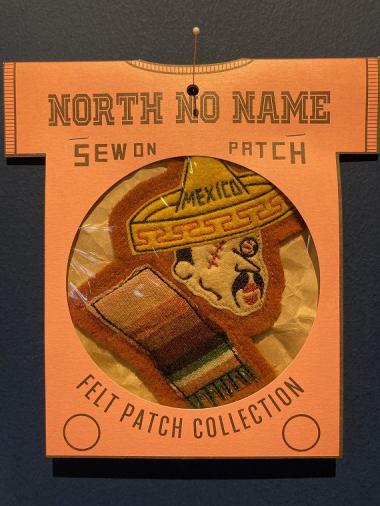 NORTH NO NAME
SEW ON PATCH
MEXICO
FELT PATCH COLLECTION